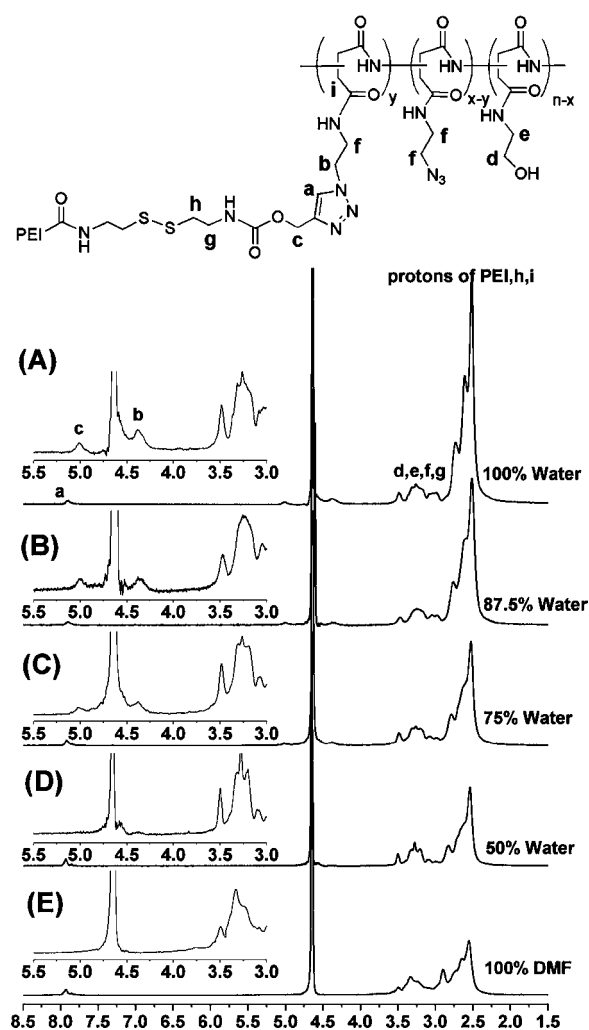 O O O
HN HN HN
i O y O x-y O n-x
HN HN HN
f f e
b f d
N₃ OH
a N
O h H N N
PEI N H S S N O N
g O c
protons of PEI,h,i
(A)
c b
5.5 5.0 4.5 4.0 3.5 3.0
a
d,e,f,g
100% Water
(B)
5.5 5.0 4.5 4.0 3.5 3.0
87.5% Water
(C)
5.5 5.0 4.5 4.0 3.5 3.0
75% Water
(D)
5.5 5.0 4.5 4.0 3.5 3.0
50% Water
(E)
5.5 5.0 4.5 4.0 3.5 3.0
100% DMF
8.5 8.0 7.5 7.0 6.5 6.0 5.5 5.0 4.5 4.0 3.5 3.0 2.5 2.0 1.5